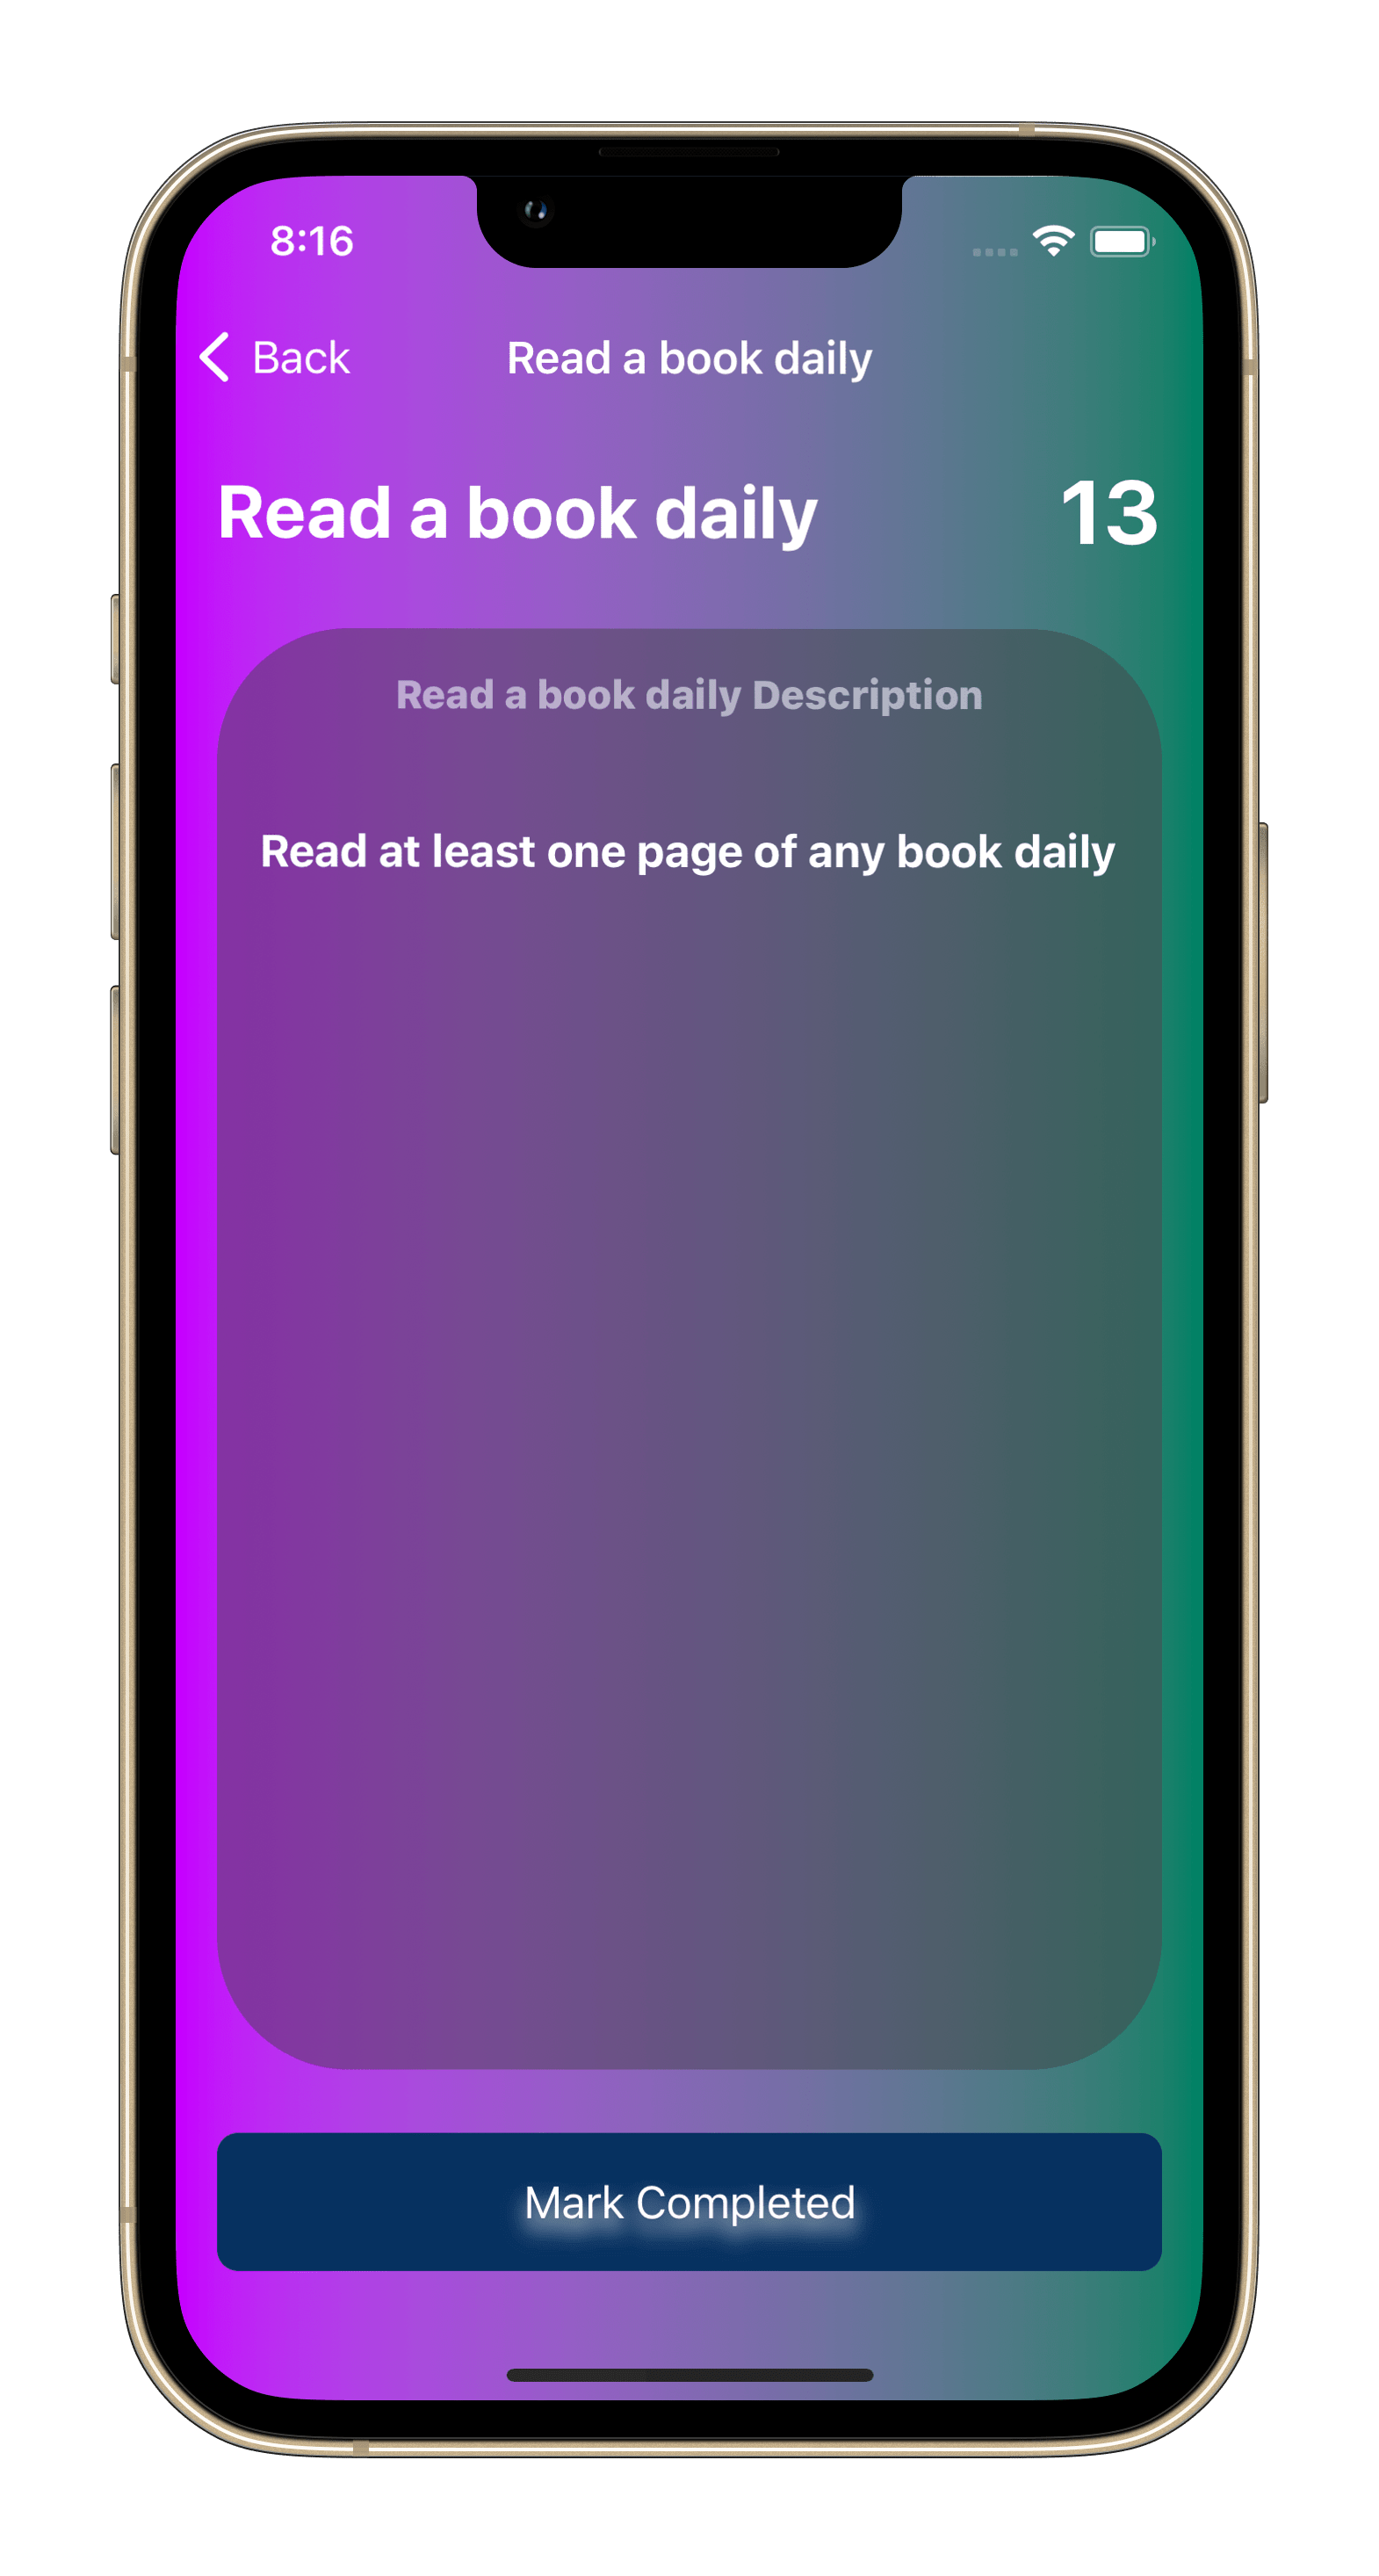 8:16
Back
Read a book daily
Read a book daily 13
Read a book daily Description
Read at least one page of any book daily
Mark Completed